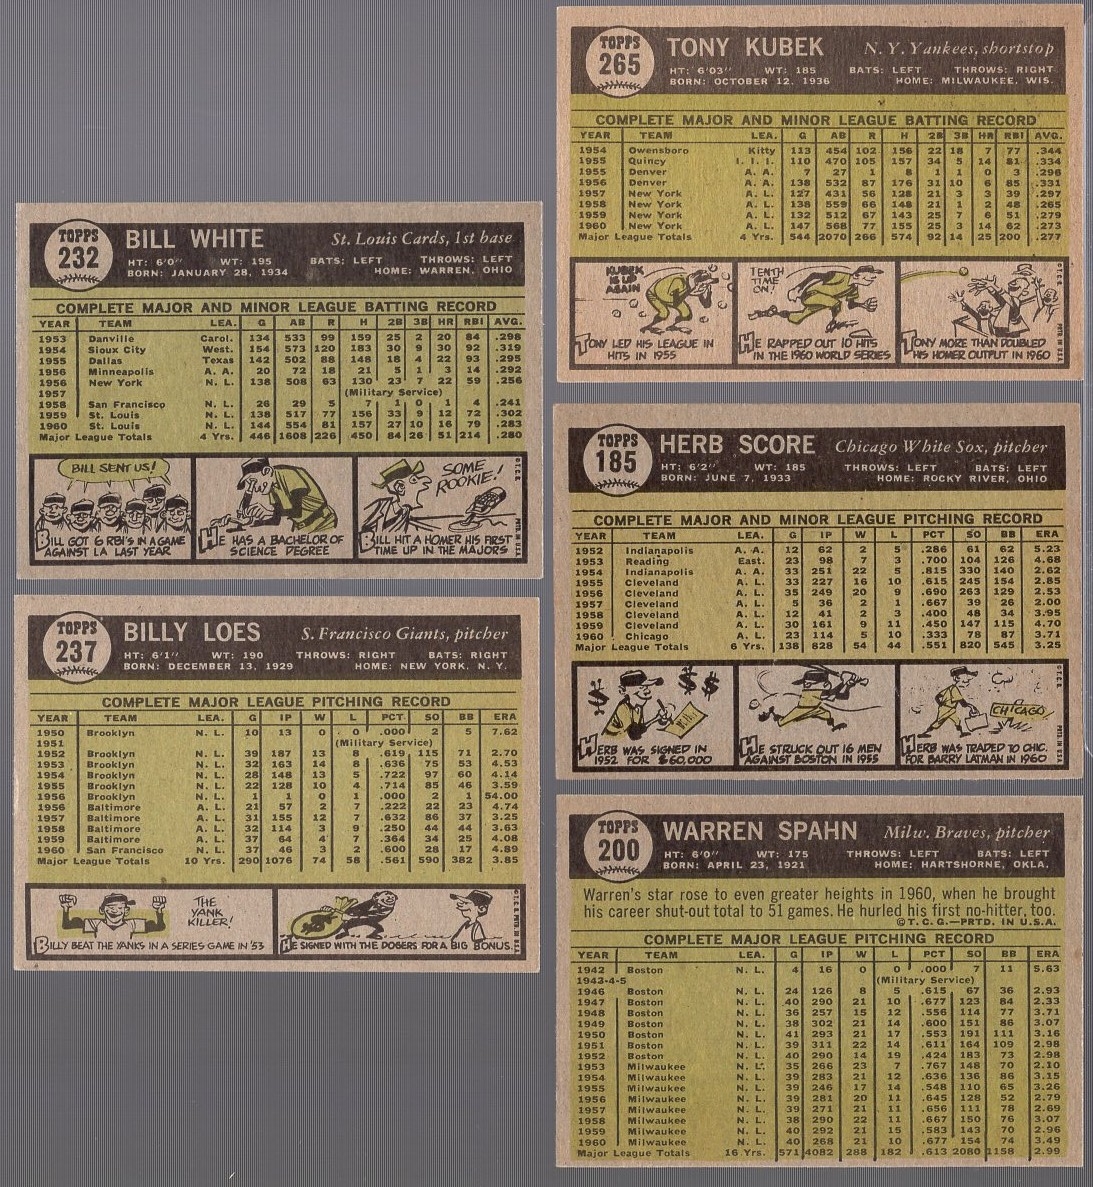 TOPPS
232
BILL WHITE St. Louis Cards, 1st base
HT: 6'0" WT: 195 BATS: LEFT THROWS: LEFT
BORN: JANUARY 28, 1934 HOME: WARREN, OHIO
COMPLETE MAJOR AND MINOR LEAGUE BATTING RECORD
YEAR TEAM LEA. G AB R H 2B 3B HR RBI AVG.
1953 Danville Carol. 134 533 99 159 25 2 20 84 .298
1954 Sioux City West. 154 573 120 183 30 9 30 92 .319
1955 Dallas Texas 142 502 88 148 18 4 22 93 .295
1956 Minneapolis A. A. 20 72 18 21 5 1 3 14 .292
1956 New York N. L. 138 508 63 130 23 7 22 59 .256
1957 (Military Service)
1958 San Francisco N. L. 26 29 5 7 1 0 1 4 .241
1959 St. Louis N. L. 138 517 77 156 33 9 12 72 .302
1960 St. Louis N. L. 144 554 81 157 27 10 16 79 .283
Major League Totals 4 Yrs. 446 1608 226 450 84 26 51 214 .280
BILL SENT US!
BILL GOT 6 RBI'S IN A GAME
AGAINST L.A. LAST YEAR
HE HAS A BACHELOR OF
SCIENCE DEGREE
SOME
ROOKIE!
BILL HIT A HOMER HIS FIRST
TIME UP IN THE MAJORS
©T.C.G. PRTD. IN U.S.A.
TOPPS
237
BILLY LOES S. Francisco Giants, pitcher
HT: 6'1" WT: 190 THROWS: RIGHT BATS: RIGHT
BORN: DECEMBER 13, 1929 HOME: NEW YORK, N. Y.
COMPLETE MAJOR LEAGUE PITCHING RECORD
YEAR TEAM LEA. G IP W L PCT SO BB ERA
1950 Brooklyn N. L. 10 13 0 0 .000 2 5 7.62
1951 (Military Service)
1952 Brooklyn N. L. 39 187 13 8 .619 115 71 2.70
1953 Brooklyn N. L. 32 163 14 8 .636 75 53 4.53
1954 Brooklyn N. L. 28 148 13 5 .722 97 60 4.14
1955 Brooklyn N. L. 22 128 10 4 .714 85 46 3.59
1956 Brooklyn N. L. 1 1 0 1 .000 2 1 54.00
1956 Baltimore A. L. 21 57 2 7 .222 22 23 4.74
1957 Baltimore A. L. 31 155 12 7 .632 86 37 3.25
1958 Baltimore A. L. 32 114 3 9 .250 44 44 3.63
1959 Baltimore A. L. 37 64 4 7 .364 34 25 4.08
1960 San Francisco N. L. 37 46 3 2 .600 28 17 4.89
Major League Totals 10 Yrs. 290 1076 74 58 .561 590 382 3.85
THE
YANK
KILLER!
BILLY BEAT THE YANKS IN A SERIES GAME IN '53
HE SIGNED WITH THE DOGERS FOR A BIG BONUS.
©T.C.G. PRTD. IN U.S.A.
TOPPS
265
TONY KUBEK N. Y. Yankees, shortstop
HT: 6'03" WT: 185 BATS: LEFT THROWS: RIGHT
BORN: OCTOBER 12, 1936 HOME: MILWAUKEE, WIS.
COMPLETE MAJOR AND MINOR LEAGUE BATTING RECORD
YEAR TEAM LEA. G AB R H 2B 3B HR RBI AVG.
1954 Owensboro Kitty 113 454 102 156 22 18 7 77 .344
1955 Quincy I. I. I. 110 470 105 157 34 5 14 81 .334
1955 Denver A. A. 7 27 1 8 1 1 0 3 .296
1956 Denver A. A. 138 532 87 176 31 10 6 85 .331
1957 New York A. L. 127 431 56 128 21 3 3 39 .297
1958 New York A. L. 138 559 66 148 21 1 2 48 .265
1959 New York A. L. 132 512 67 143 25 7 6 51 .279
1960 New York A. L. 147 568 77 155 25 3 14 62 .273
Major League Totals 4 Yrs. 544 2070 266 574 92 14 25 200 .277
KUBEK
IS UP
AGAIN
TONY LED HIS LEAGUE IN
HITS IN 1955
TENTH
TIME
ON!
HE RAPPED OUT 10 HITS
IN THE 1960 WORLD SERIES
TONY MORE THAN DOUBLED
HIS HOMER OUTPUT IN 1960
©T.C.G. PRTD. IN U.S.A.
TOPPS
185
HERB SCORE Chicago White Sox, pitcher
HT: 6'2" WT: 185 THROWS: LEFT BATS: LEFT
BORN: JUNE 7, 1933 HOME: ROCKY RIVER, OHIO
COMPLETE MAJOR AND MINOR LEAGUE PITCHING RECORD
YEAR TEAM LEA. G IP W L PCT SO BB ERA
1952 Indianapolis A. A. 12 62 2 5 .286 61 62 5.23
1953 Reading East. 23 98 7 3 .700 104 126 4.68
1954 Indianapolis A. A. 33 251 22 5 .815 330 140 2.62
1955 Cleveland A. L. 33 227 16 10 .615 245 154 2.85
1956 Cleveland A. L. 35 249 20 9 .690 263 129 2.53
1957 Cleveland A. L. 5 36 2 1 .667 39 26 2.00
1958 Cleveland A. L. 12 41 2 3 .400 48 34 3.95
1959 Cleveland A. L. 30 161 9 11 .450 147 115 4.70
1960 Chicago A. L. 23 114 5 10 .333 78 87 3.71
Major League Totals 6 Yrs. 138 828 54 44 .551 820 545 3.25
$ $ $
HERB WAS SIGNED IN
1952 FOR $60,000
HE STRUCK OUT 16 MEN
AGAINST BOSTON IN 1955
CHICAGO
HERB WAS TRADED TO CHIC.
FOR BARRY LATMAN IN 1960
©T.C.G. PRTD. IN U.S.A.
TOPPS
200
WARREN SPAHN Milw. Braves, pitcher
HT: 6'0" WT: 175 THROWS: LEFT BATS: LEFT
BORN: APRIL 23, 1921 HOME: HARTSHORNE, OKLA.
Warren's star rose to even greater heights in 1960, when he brought
his career shut-out total to 51 games. He hurled his first no-hitter, too.
©T.C.G.—PRTD. IN U.S.A.
COMPLETE MAJOR LEAGUE PITCHING RECORD
YEAR TEAM LEA. G IP W L PCT SO BB ERA
1942 Boston N. L. 4 16 0 0 .000 7 11 5.63
1943-4-5 (Military Service)
1946 Boston N. L. 24 126 8 5 .615 67 36 2.93
1947 Boston N. L. 40 290 21 10 .677 123 84 2.33
1948 Boston N. L. 36 257 15 12 .556 114 77 3.71
1949 Boston N. L. 38 302 21 14 .600 151 86 3.07
1950 Boston N. L. 41 293 21 17 .553 191 111 3.16
1951 Boston N. L. 39 311 22 14 .611 164 109 2.98
1952 Boston N. L. 40 290 14 19 .424 183 73 2.98
1953 Milwaukee N. L. 35 266 23 7 .767 148 70 2.10
1954 Milwaukee N. L. 39 283 21 12 .636 136 86 3.15
1955 Milwaukee N. L. 39 246 17 14 .548 110 65 3.26
1956 Milwaukee N. L. 39 281 20 11 .645 128 52 2.79
1957 Milwaukee N. L. 39 271 21 11 .656 111 78 2.69
1958 Milwaukee N. L. 38 290 22 11 .667 150 76 3.07
1959 Milwaukee N. L. 40 292 21 15 .583 143 70 2.96
1960 Milwaukee N. L. 40 268 21 10 .677 154 74 3.49
Major League Totals 16 Yrs. 571 4082 288 182 .613 2080 1158 2.99